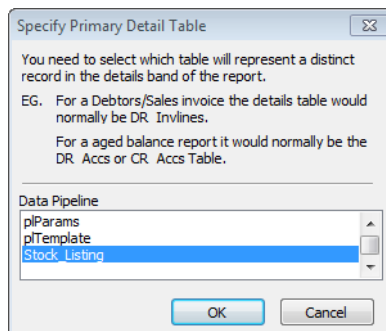 Specify Primary Detail Table
You need to select which table will represent a distinct
record in the details band of the report.
EG. For a Debtors/Sales invoice the details table would
normally be DR Invlines.
For a aged balance report it would normally be the
DR Accs or CR Accs Table.
Data Pipeline
plParams
plTemplate
Stock_Listing
OK
Cancel